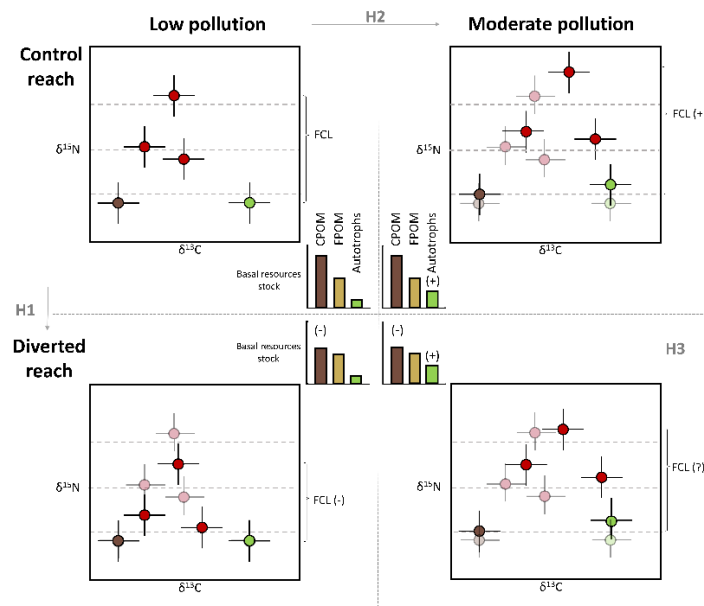 Low pollution
H2
Moderate pollution
Control
reach
δ15N
FCL
δ13C
δ15N
FCL (+
δ13C
CPOM
FPOM
Autotrophs
Basal resources
stock
CPOM
FPOM
Autotrophs
(+)
H1
Diverted
reach
(-)
Basal resources
stock
(-)
(+)
H3
δ15N
FCL (-)
δ13C
δ15N
FCL (?)
δ13C